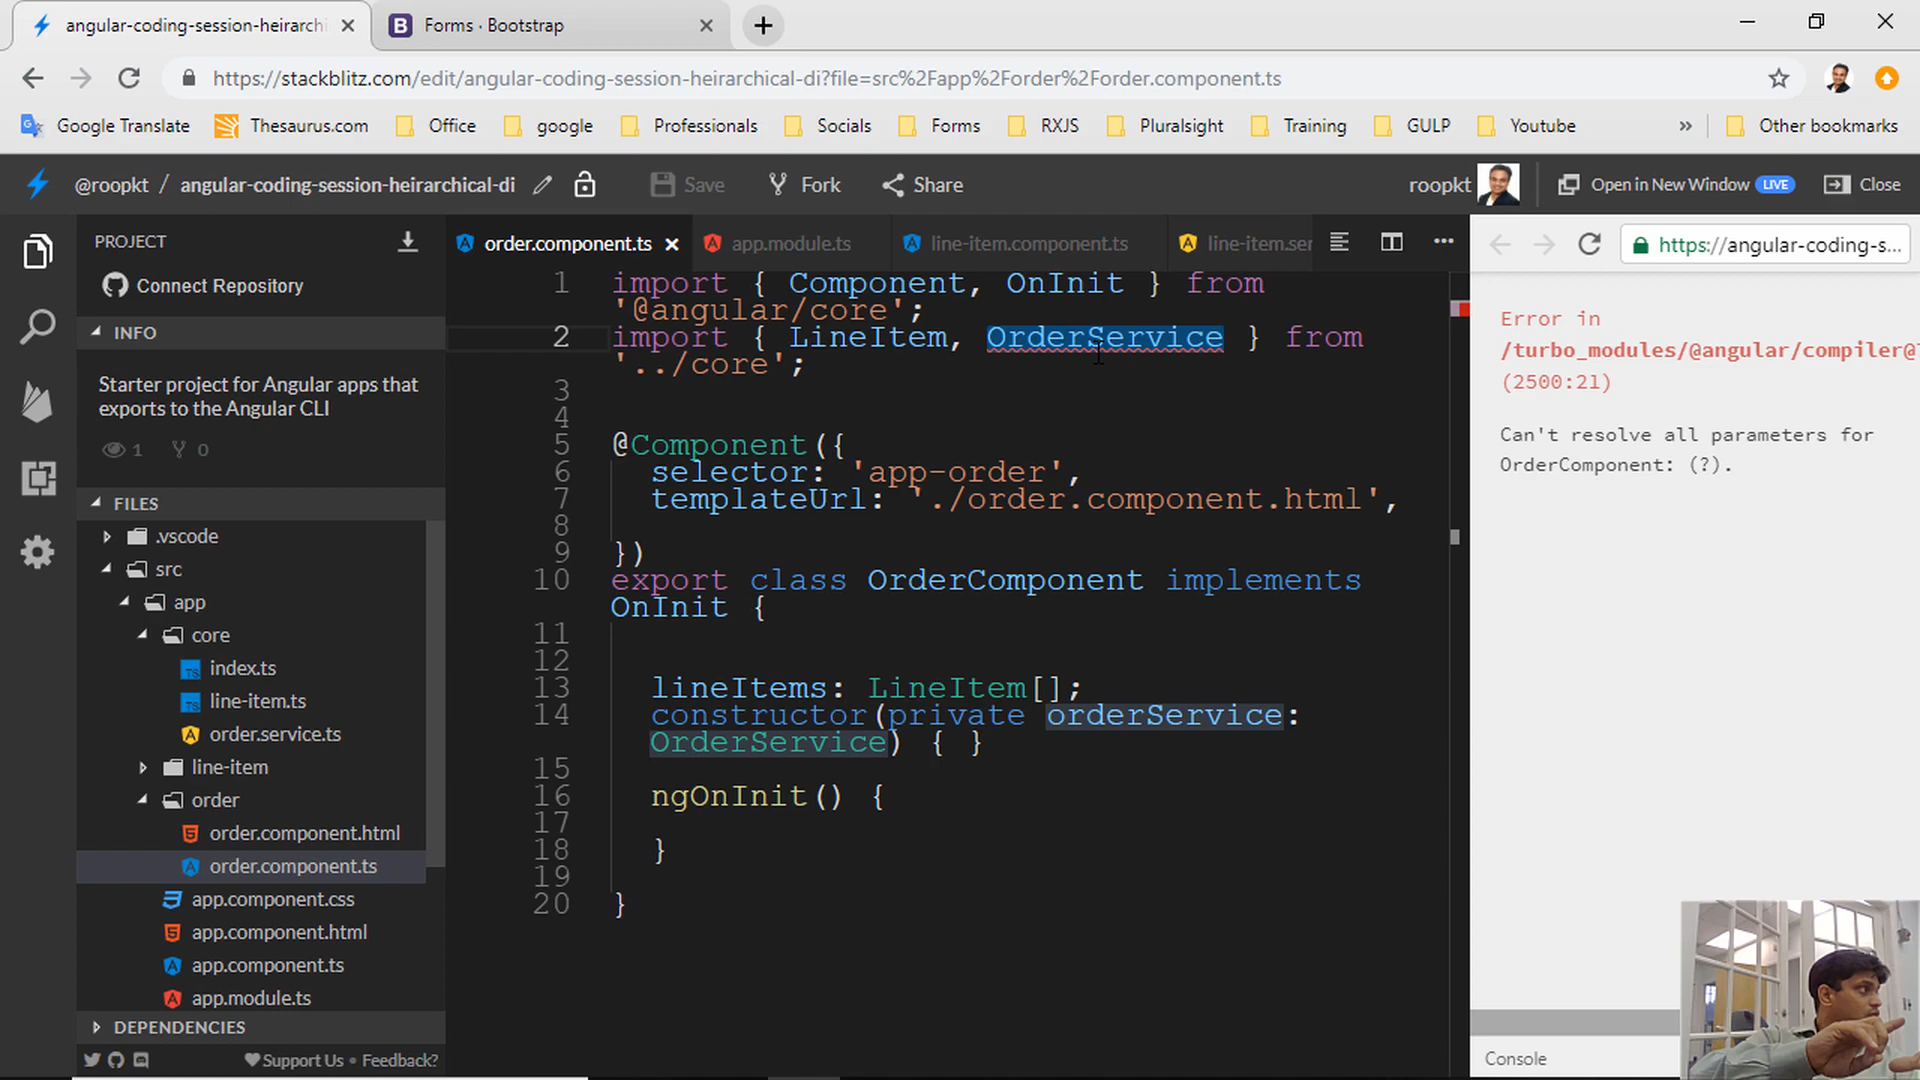 angular-coding-session-heirarchi
Forms · Bootstrap
https://stackblitz.com/edit/angular-coding-session-heirarchical-di?file=src%2Fapp%2Forder%2Forder.component.ts
Google Translate
Thesaurus.com
Office
google
Professionals
Socials
Forms
RXJS
Pluralsight
Training
GULP
Youtube
»
Other bookmarks
@roopkt / angular-coding-session-heirarchical-di
Save
Fork
Share
roopkt
Open in New Window LIVE
Close
PROJECT
Connect Repository
INFO
Starter project for Angular apps that
exports to the Angular CLI
1
0
FILES
.vscode
src
app
core
index.ts
line-item.ts
order.service.ts
line-item
order
order.component.html
order.component.ts
app.component.css
app.component.html
app.component.ts
app.module.ts
DEPENDENCIES
Support Us • Feedback?
order.component.ts
app.module.ts
line-item.component.ts
line-item.ser
1 import { Component, OnInit } from
'@angular/core';
2 import { LineItem, OrderService } from
'../core';
3
4
5 @Component({
6 selector: 'app-order',
7 templateUrl: './order.component.html',
8
9 })
10 export class OrderComponent implements
OnInit {
11
12
13 lineItems: LineItem[];
14 constructor(private orderService:
OrderService) { }
15
16 ngOnInit() {
17
18 }
19
20 }
https://angular-coding-s...
Error in
/turbo_modules/@angular/compiler@
(2500:21)
Can't resolve all parameters for
OrderComponent: (?).
Console